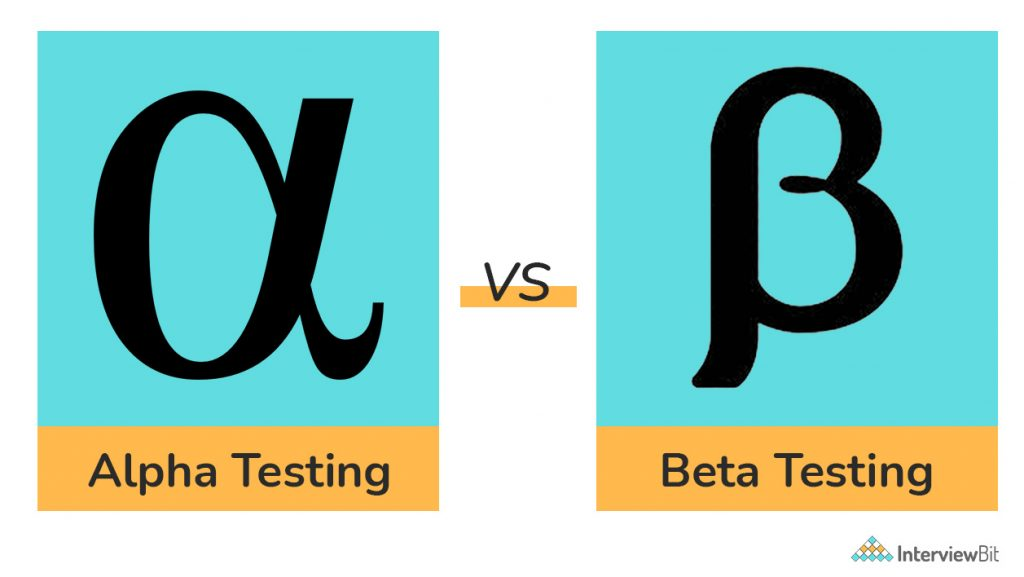 α
β
VS
Alpha Testing
Beta Testing
InterviewBit